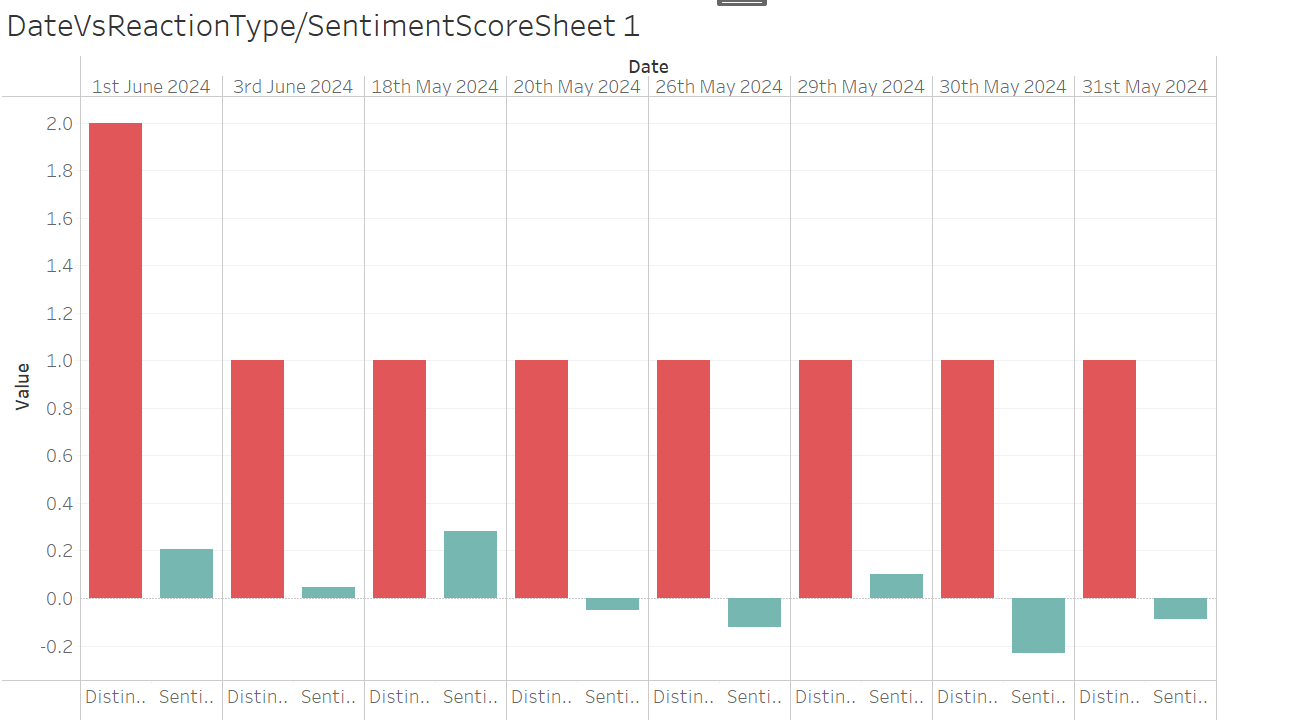 DateVsReactionType/SentimentScoreSheet 1
Date
1st June 2024 3rd June 2024 18th May 2024 20th May 2024 26th May 2024 29th May 2024 30th May 2024 31st May 2024
2.0
1.8
1.6
1.4
1.2
1.0
0.8
0.6
0.4
0.2
0.0
-0.2
Value
Distin.. Senti.. Distin.. Senti.. Distin.. Senti.. Distin.. Senti.. Distin.. Senti.. Distin.. Senti.. Distin.. Senti.. Distin.. Senti..